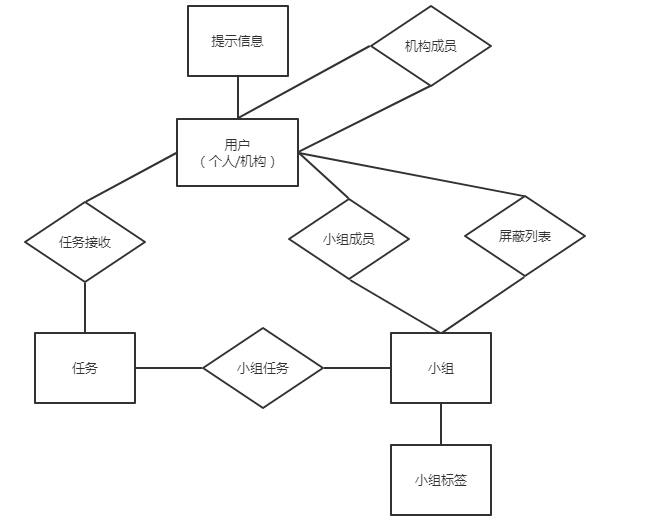 提示信息
机构成员
用户
（个人/机构）
任务接收
小组成员
屏蔽列表
任务
小组任务
小组
小组标签